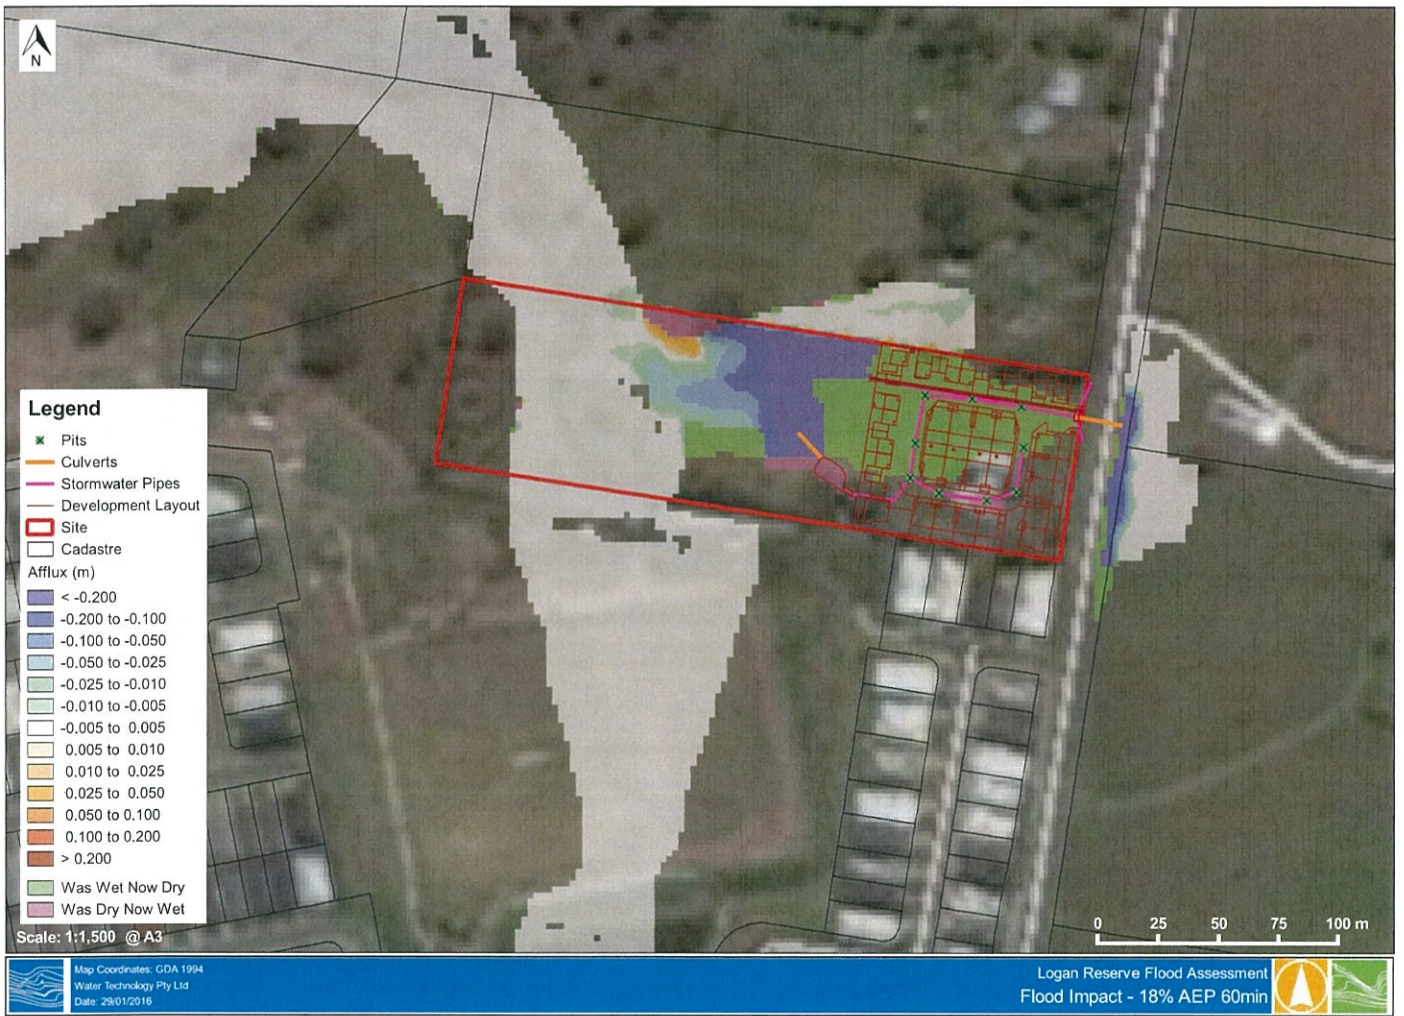 N
Legend
Pits
Culverts
Stormwater Pipes
Development Layout
Site
Cadastre
Afflux (m)
< -0.200
-0.200 to -0.100
-0.100 to -0.050
-0.050 to -0.025
-0.025 to -0.010
-0.010 to -0.005
-0.005 to 0.005
0.005 to 0.010
0.010 to 0.025
0.025 to 0.050
0.050 to 0.100
0.100 to 0.200
> 0.200
Was Wet Now Dry
Was Dry Now Wet
Scale: 1:1,500 @ A3
0 25 50 75 100 m
Map Coordinates: GDA 1994
Water Technology Pty Ltd
Date: 29/01/2016
Logan Reserve Flood Assessment
Flood Impact - 18% AEP 60min